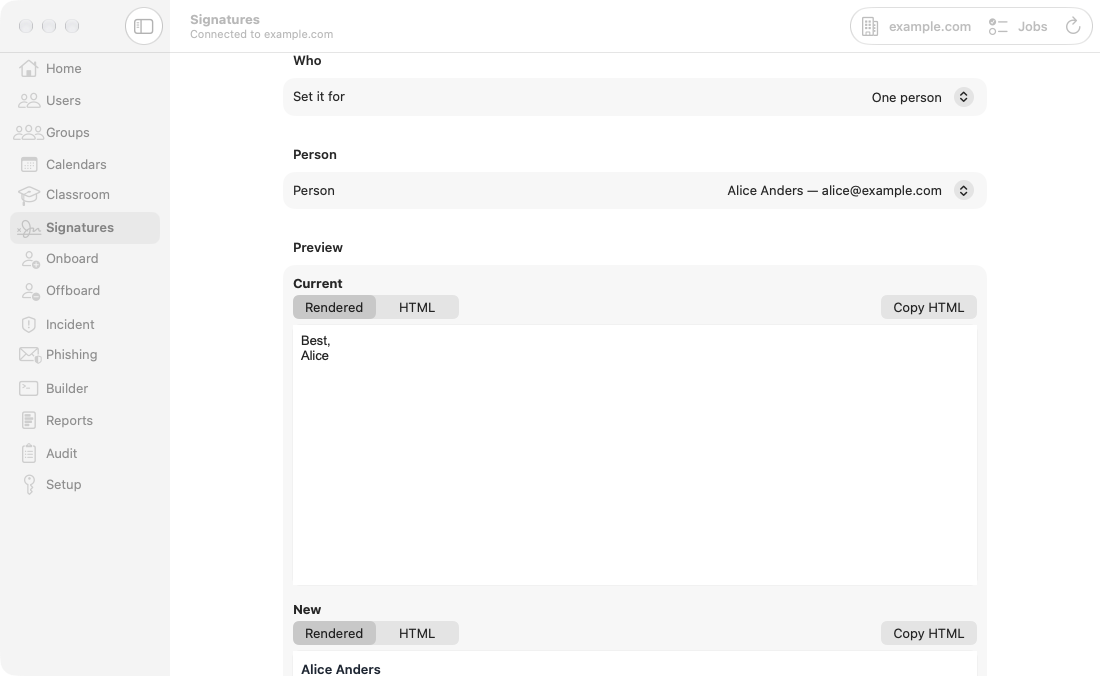 Signatures
Connected to example.com
example.com
Jobs
Home
Users
Groups
Calendars
Classroom
Signatures
Onboard
Offboard
Incident
Phishing
Builder
Reports
Audit
Setup
Who
Set it for
One person
Person
Person
Alice Anders — alice@example.com
Preview
Current
Rendered
HTML
Copy HTML
Best,
Alice
New
Rendered
HTML
Copy HTML
Alice Anders